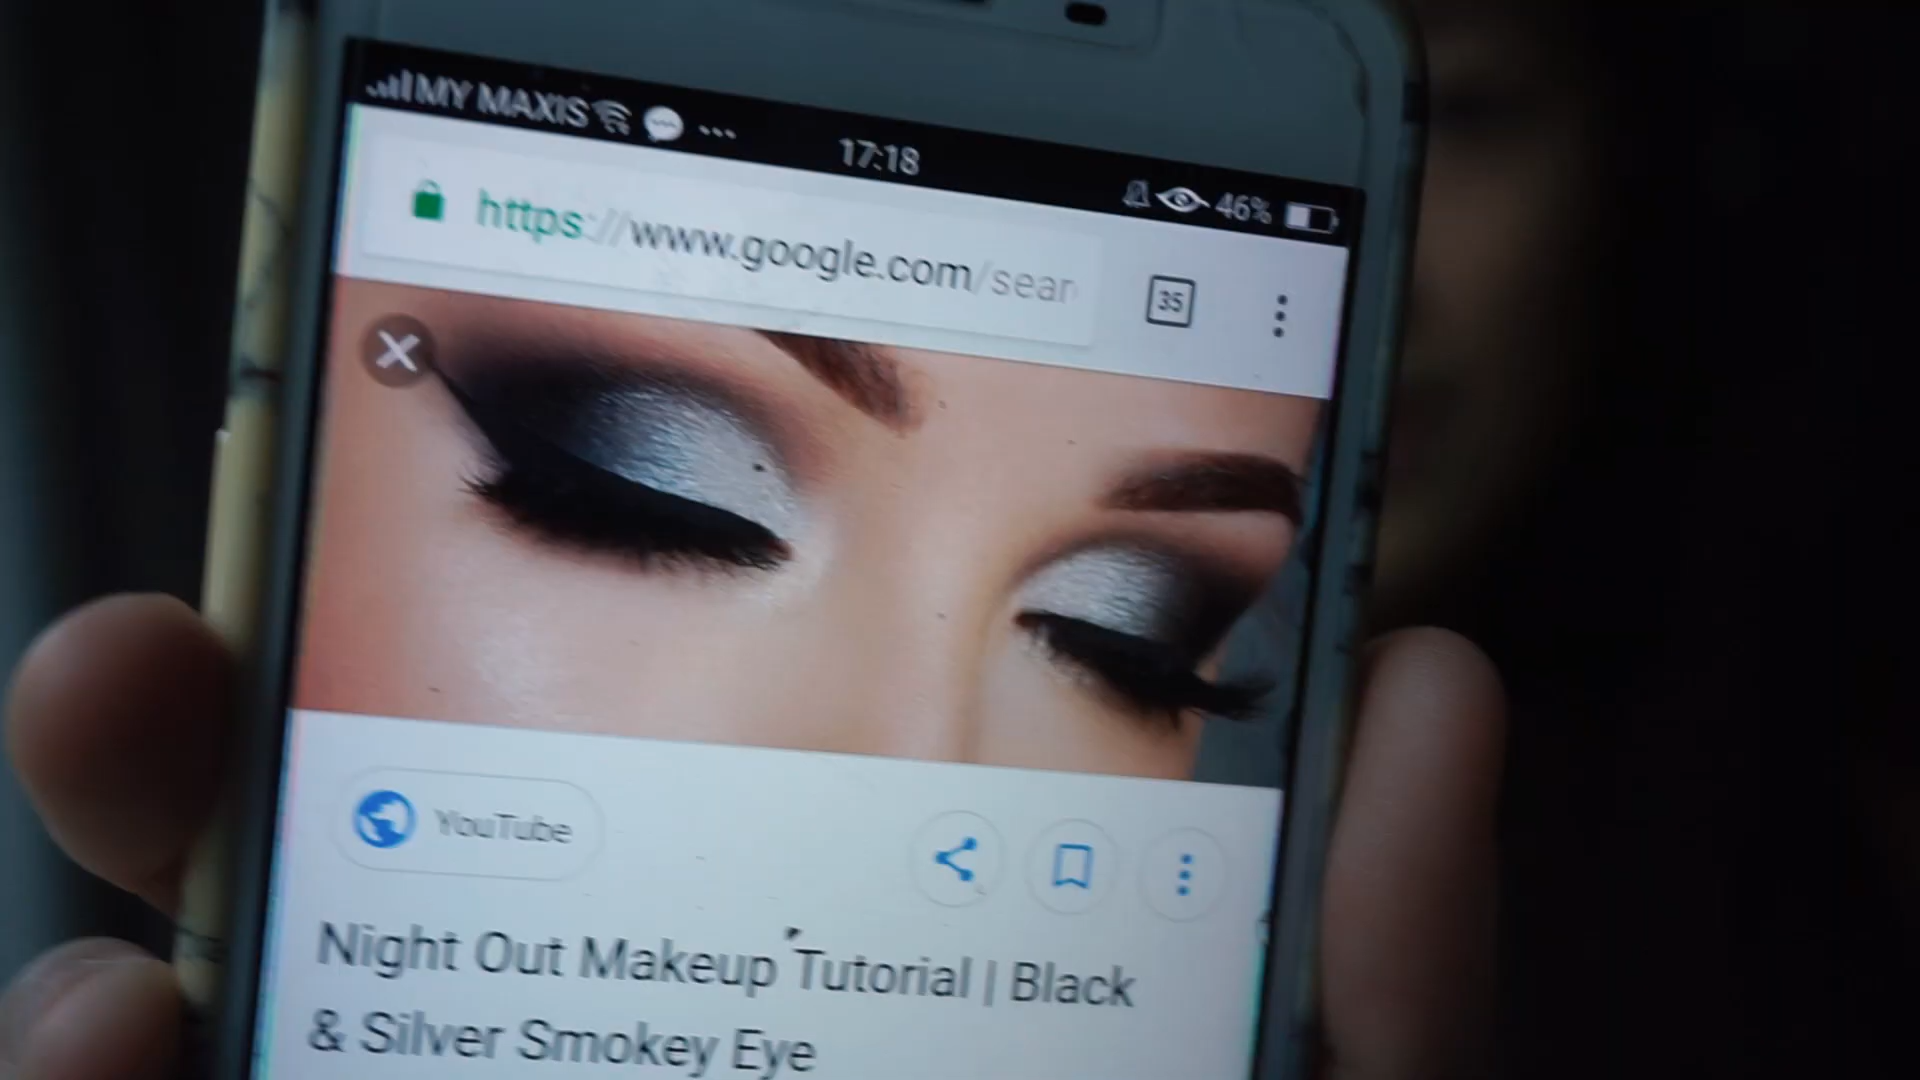 MY MAXIS
17:18
46%
https://www.google.com/sear
35
YouTube
Night Out Makeup Tutorial | Black
& Silver Smokey Eye